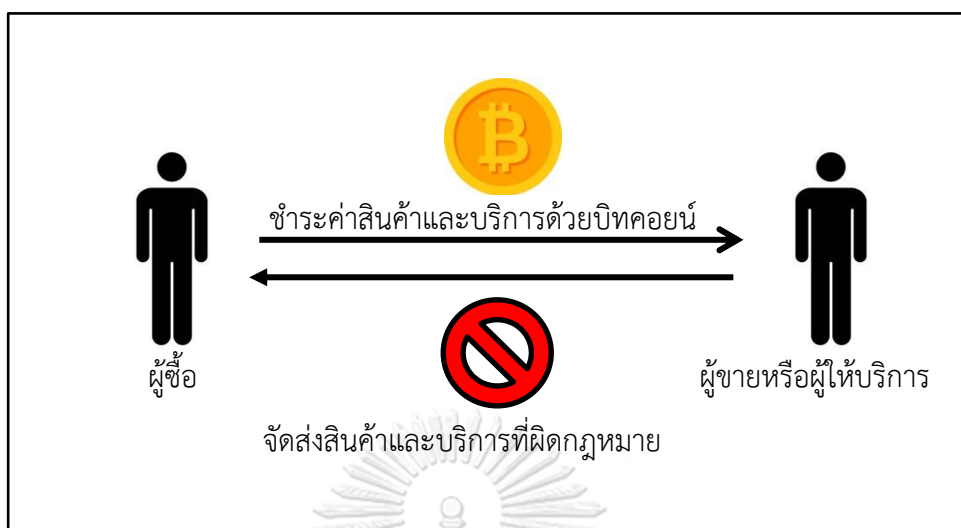 ชำระค่าสินค้าและบริการด้วยบิทคอยน์
ผู้ซื้อ
ผู้ขายหรือผู้ให้บริการ
จัดส่งสินค้าและบริการที่ผิดกฎหมาย